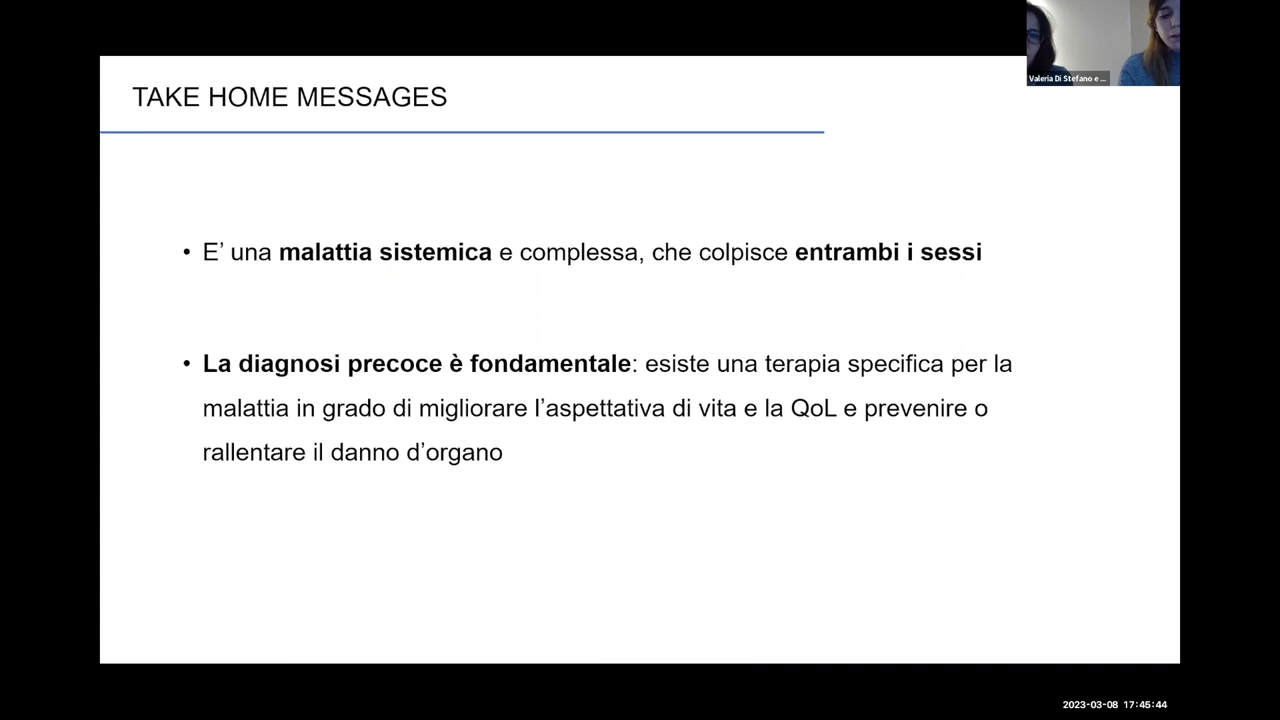 Valeria Di Stefano e ...
TAKE HOME MESSAGES
• E’ una malattia sistemica e complessa, che colpisce entrambi i sessi
• La diagnosi precoce è fondamentale: esiste una terapia specifica per la
malattia in grado di migliorare l’aspettativa di vita e la QoL e prevenire o
rallentare il danno d’organo
2023-03-08 17:45:44